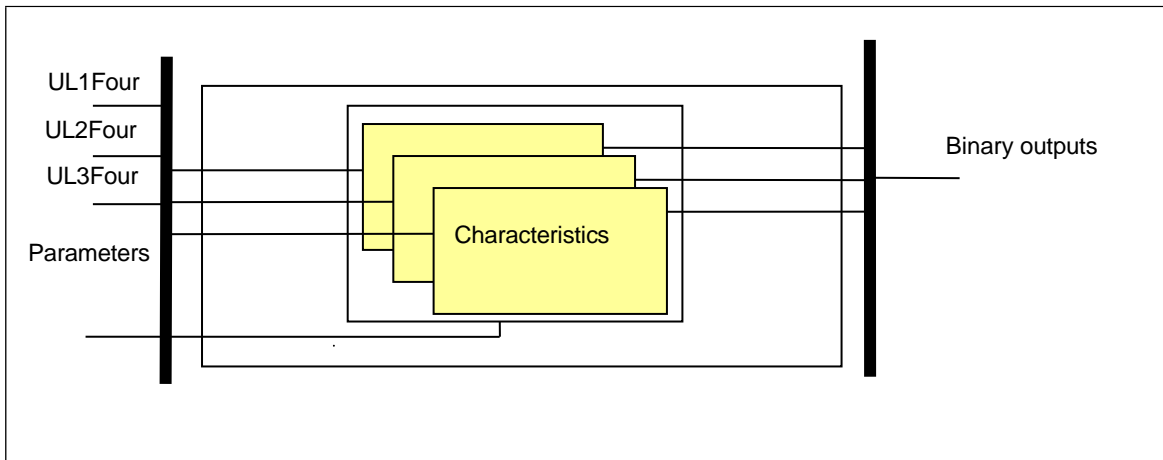 UL1Four
UL2Four
UL3Four
Parameters
Characteristics
Binary outputs